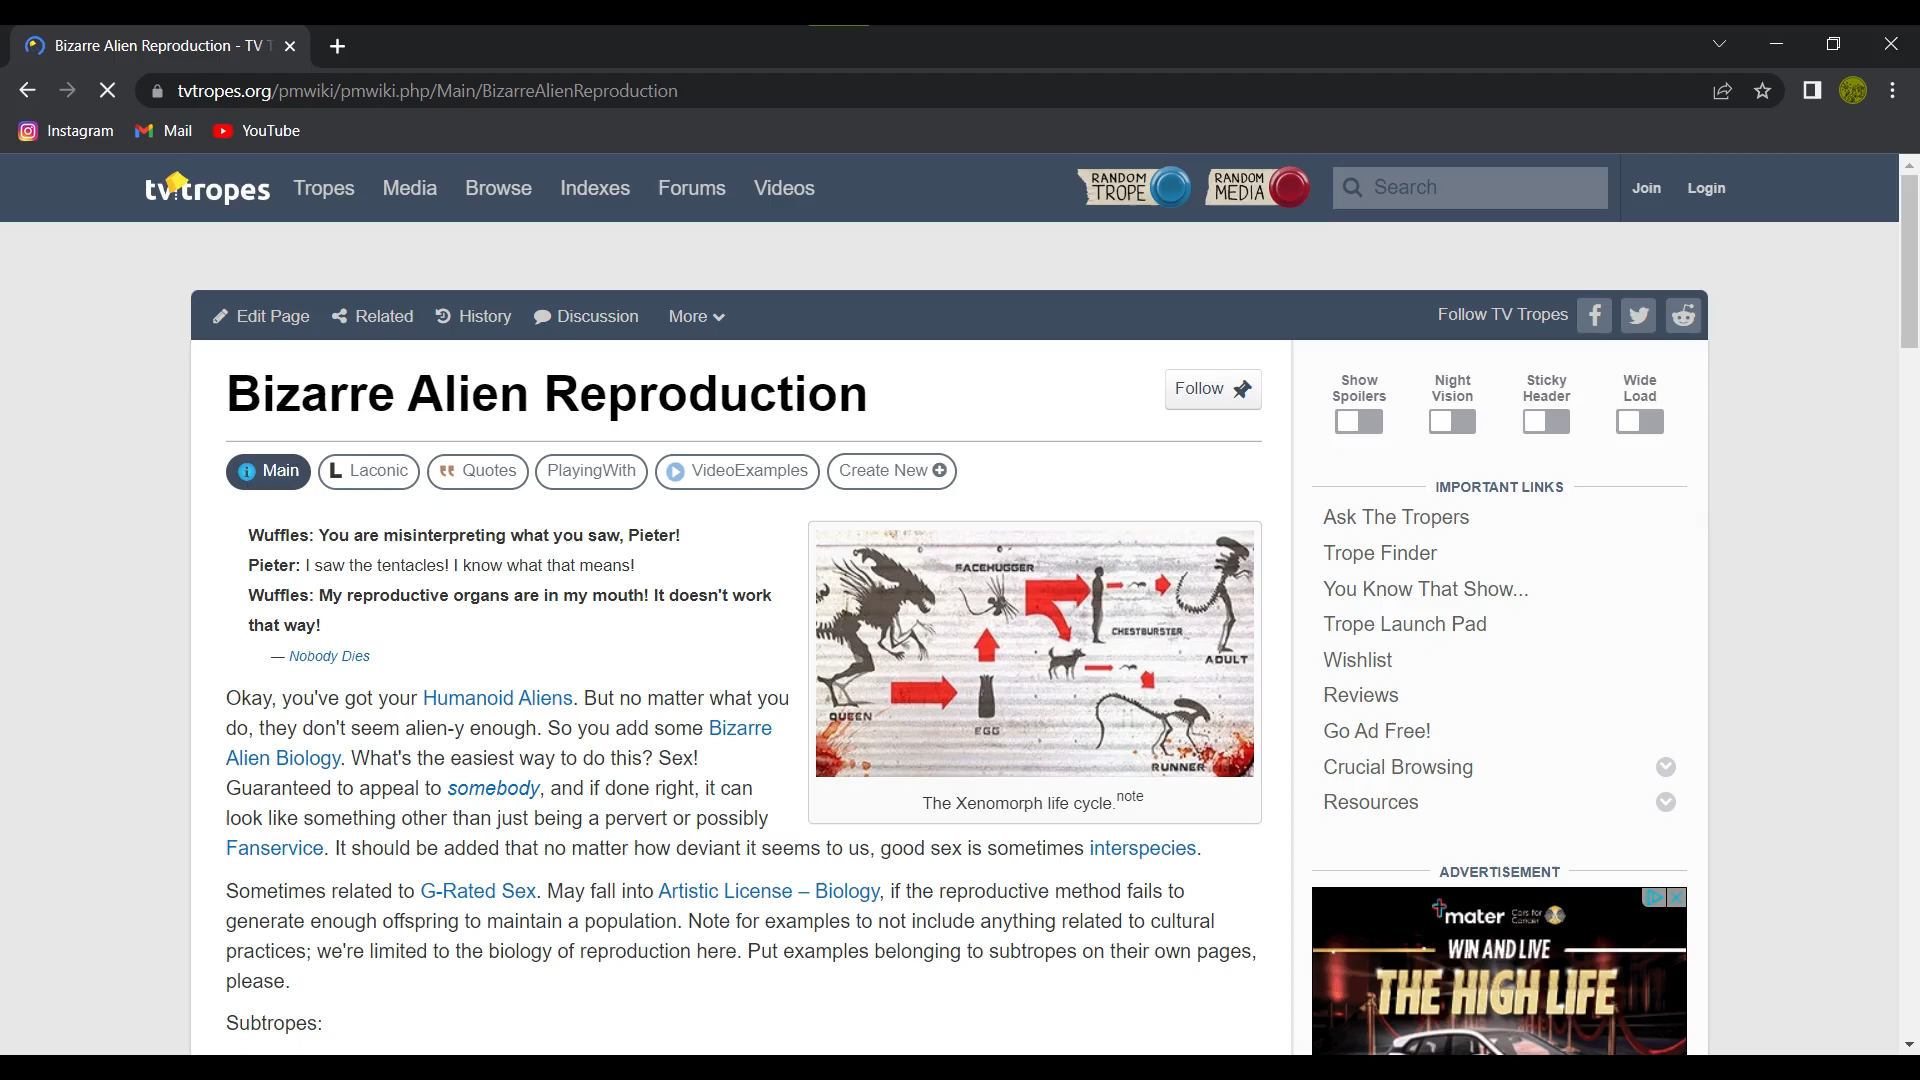 Bizarre Alien Reproduction - TV T
tvtropes.org/pmwiki/pmwiki.php/Main/BizarreAlienReproduction
Instagram Mail YouTube
tvtropes Tropes Media Browse Indexes Forums Videos RANDOM TROPE RANDOM MEDIA Search Join Login
Edit Page Related History Discussion More Follow TV Tropes
Bizarre Alien Reproduction
Follow
Main Laconic Quotes PlayingWith VideoExamples Create New
Wuffles: You are misinterpreting what you saw, Pieter!
Pieter: I saw the tentacles! I know what that means!
Wuffles: My reproductive organs are in my mouth! It doesn't work
that way!
— Nobody Dies
FACEHUGGER
CHESTBURSTER
ADULT
QUEEN
EGG
RUNNER
The Xenomorph life cycle.note
Okay, you've got your Humanoid Aliens. But no matter what you
do, they don't seem alien-y enough. So you add some Bizarre
Alien Biology. What's the easiest way to do this? Sex!
Guaranteed to appeal to somebody, and if done right, it can
look like something other than just being a pervert or possibly
Fanservice. It should be added that no matter how deviant it seems to us, good sex is sometimes interspecies.
Sometimes related to G-Rated Sex. May fall into Artistic License – Biology, if the reproductive method fails to
generate enough offspring to maintain a population. Note for examples to not include anything related to cultural
practices; we're limited to the biology of reproduction here. Put examples belonging to subtropes on their own pages,
please.
Subtropes:
Show Spoilers
Night Vision
Sticky Header
Wide Load
IMPORTANT LINKS
Ask The Tropers
Trope Finder
You Know That Show...
Trope Launch Pad
Wishlist
Reviews
Go Ad Free!
Crucial Browsing
Resources
ADVERTISEMENT
mater Cars for Cancer
WIN AND LIVE
THE HIGH LIFE